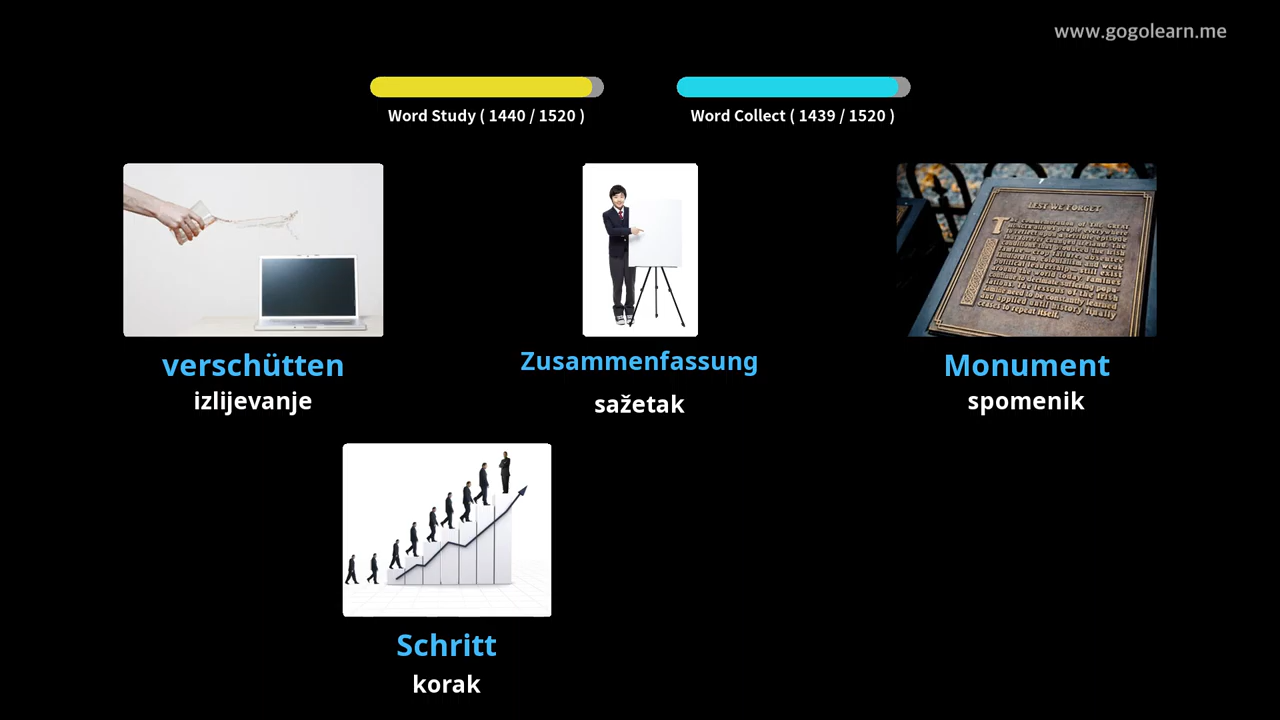 www.gogolearn.me
Word Study ( 1440 / 1520 )
Word Collect ( 1439 / 1520 )
LEST WE FORGET
verschütten
izlijevanje
Zusammenfassung
sažetak
Monument
spomenik
Schritt
korak